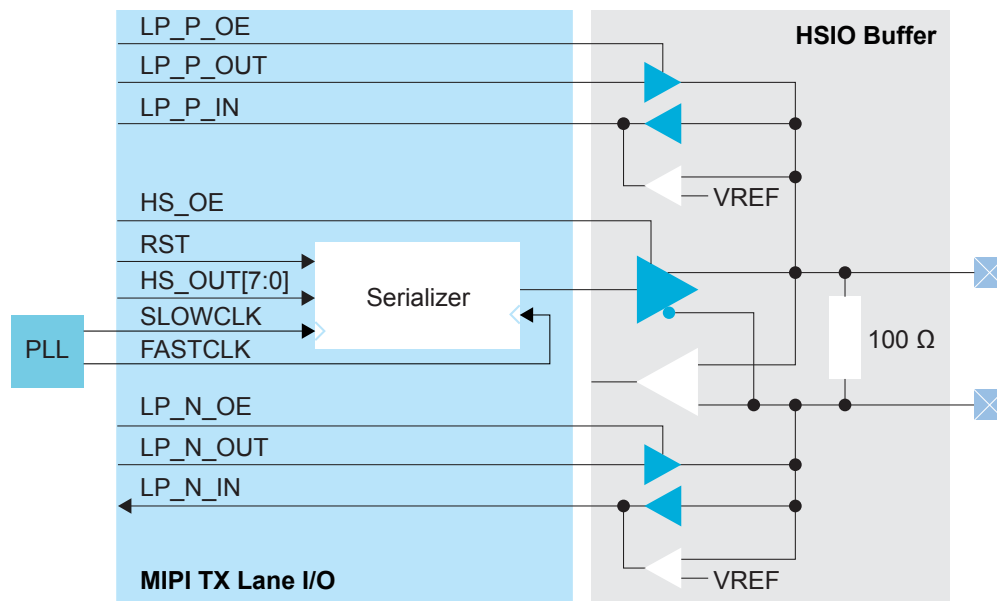 LP_P_OE
HSIO Buffer
LP_P_OUT
LP_P_IN
VREF
HS_OE
RST
HS_OUT[7:0]
Serializer
SLOWCLK
PLL
FASTCLK
100 Ω
LP_N_OE
LP_N_OUT
LP_N_IN
MIPI TX Lane I/O
VREF